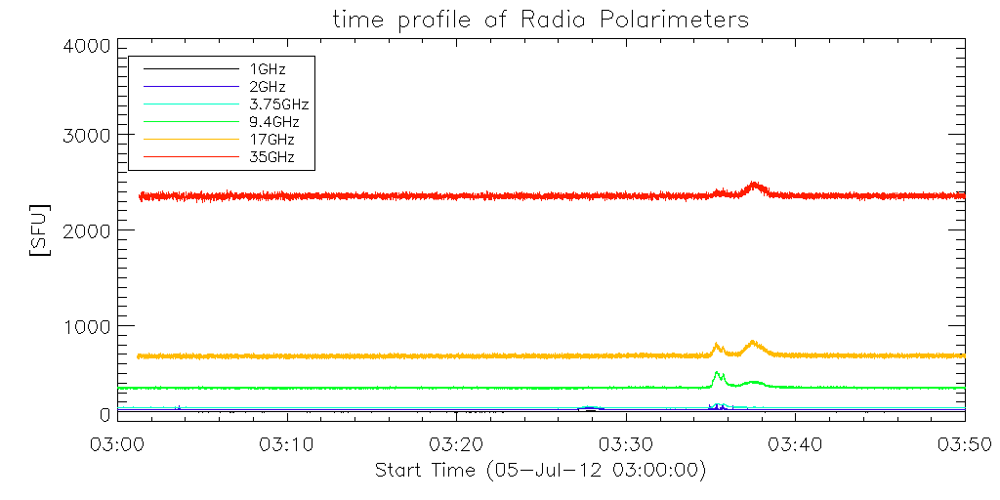 time profile of Radio Polarimeters
4000
3000
2000
1000
0
[SFU]
1GHz
2GHz
3.75GHz
9.4GHz
17GHz
35GHz
03:00 03:10 03:20 03:30 03:40 03:50
Start Time (05-Jul-12 03:00:00)